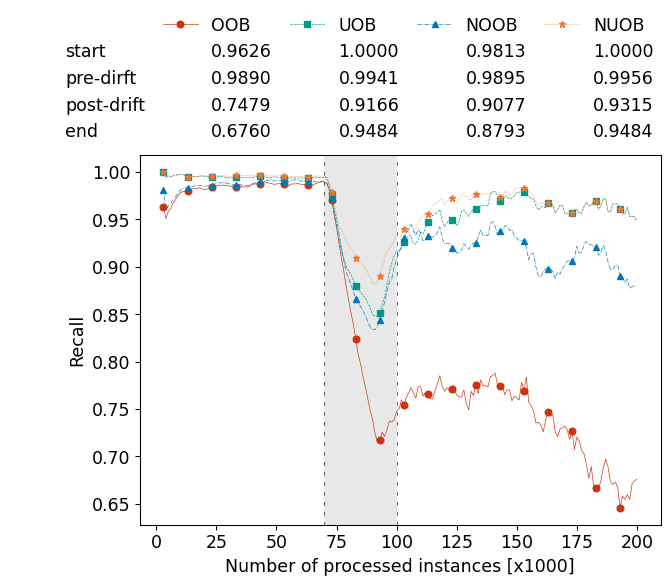 OOB UOB NOOB NUOB
start 0.9626 1.0000 0.9813 1.0000
pre-dirft 0.9890 0.9941 0.9895 0.9956
post-drift 0.7479 0.9166 0.9077 0.9315
end 0.6760 0.9484 0.8793 0.9484
1.00
0.95
0.90
0.85
0.80
0.75
0.70
0.65
Recall
0 25 50 75 100 125 150 175 200
Number of processed instances [x1000]